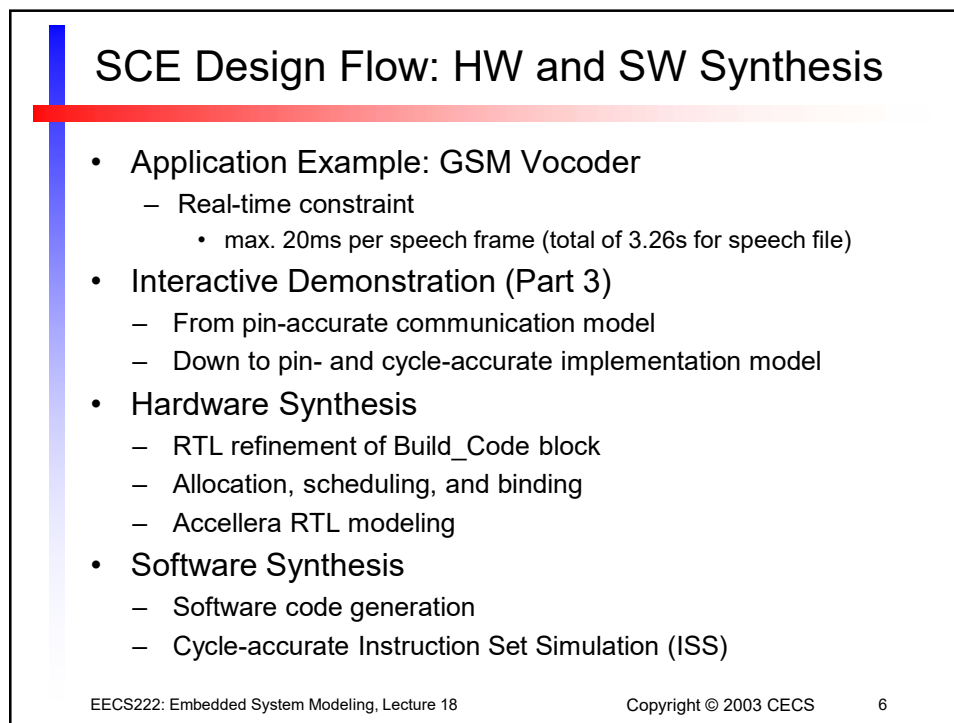 SCE Design Flow: HW and SW Synthesis
• Application Example: GSM Vocoder
– Real-time constraint
• max. 20ms per speech frame (total of 3.26s for speech file)
• Interactive Demonstration (Part 3)
– From pin-accurate communication model
– Down to pin- and cycle-accurate implementation model
• Hardware Synthesis
– RTL refinement of Build_Code block
– Allocation, scheduling, and binding
– Accellera RTL modeling
• Software Synthesis
– Software code generation
– Cycle-accurate Instruction Set Simulation (ISS)
EECS222: Embedded System Modeling, Lecture 18 Copyright © 2003 CECS 6